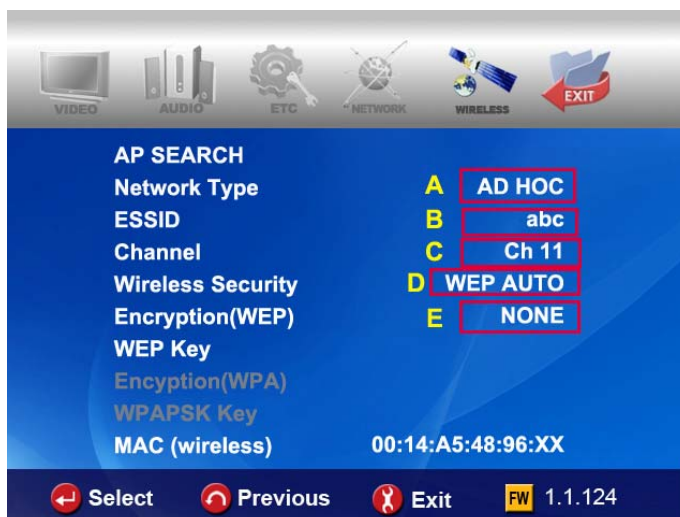 VIDEO AUDIO ETC NETWORK WIRELESS EXIT
AP SEARCH
Network Type A AD HOC
ESSID B abc
Channel C Ch 11
Wireless Security D WEP AUTO
Encryption(WEP) E NONE
WEP Key
Encyption(WPA)
WPAPSK Key
MAC (wireless) 00:14:A5:48:96:XX
Select Previous Exit FW 1.1.124